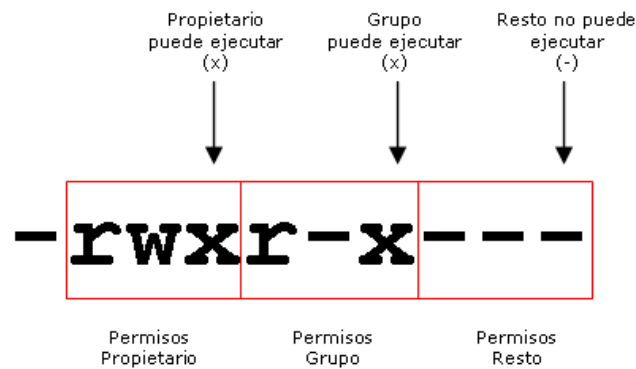 Propietario
puede ejecutar
(x)
Grupo
puede ejecutar
(x)
Resto no puede
ejecutar
(-)
-rwxr-x---
Permisos
Propietario
Permisos
Grupo
Permisos
Resto